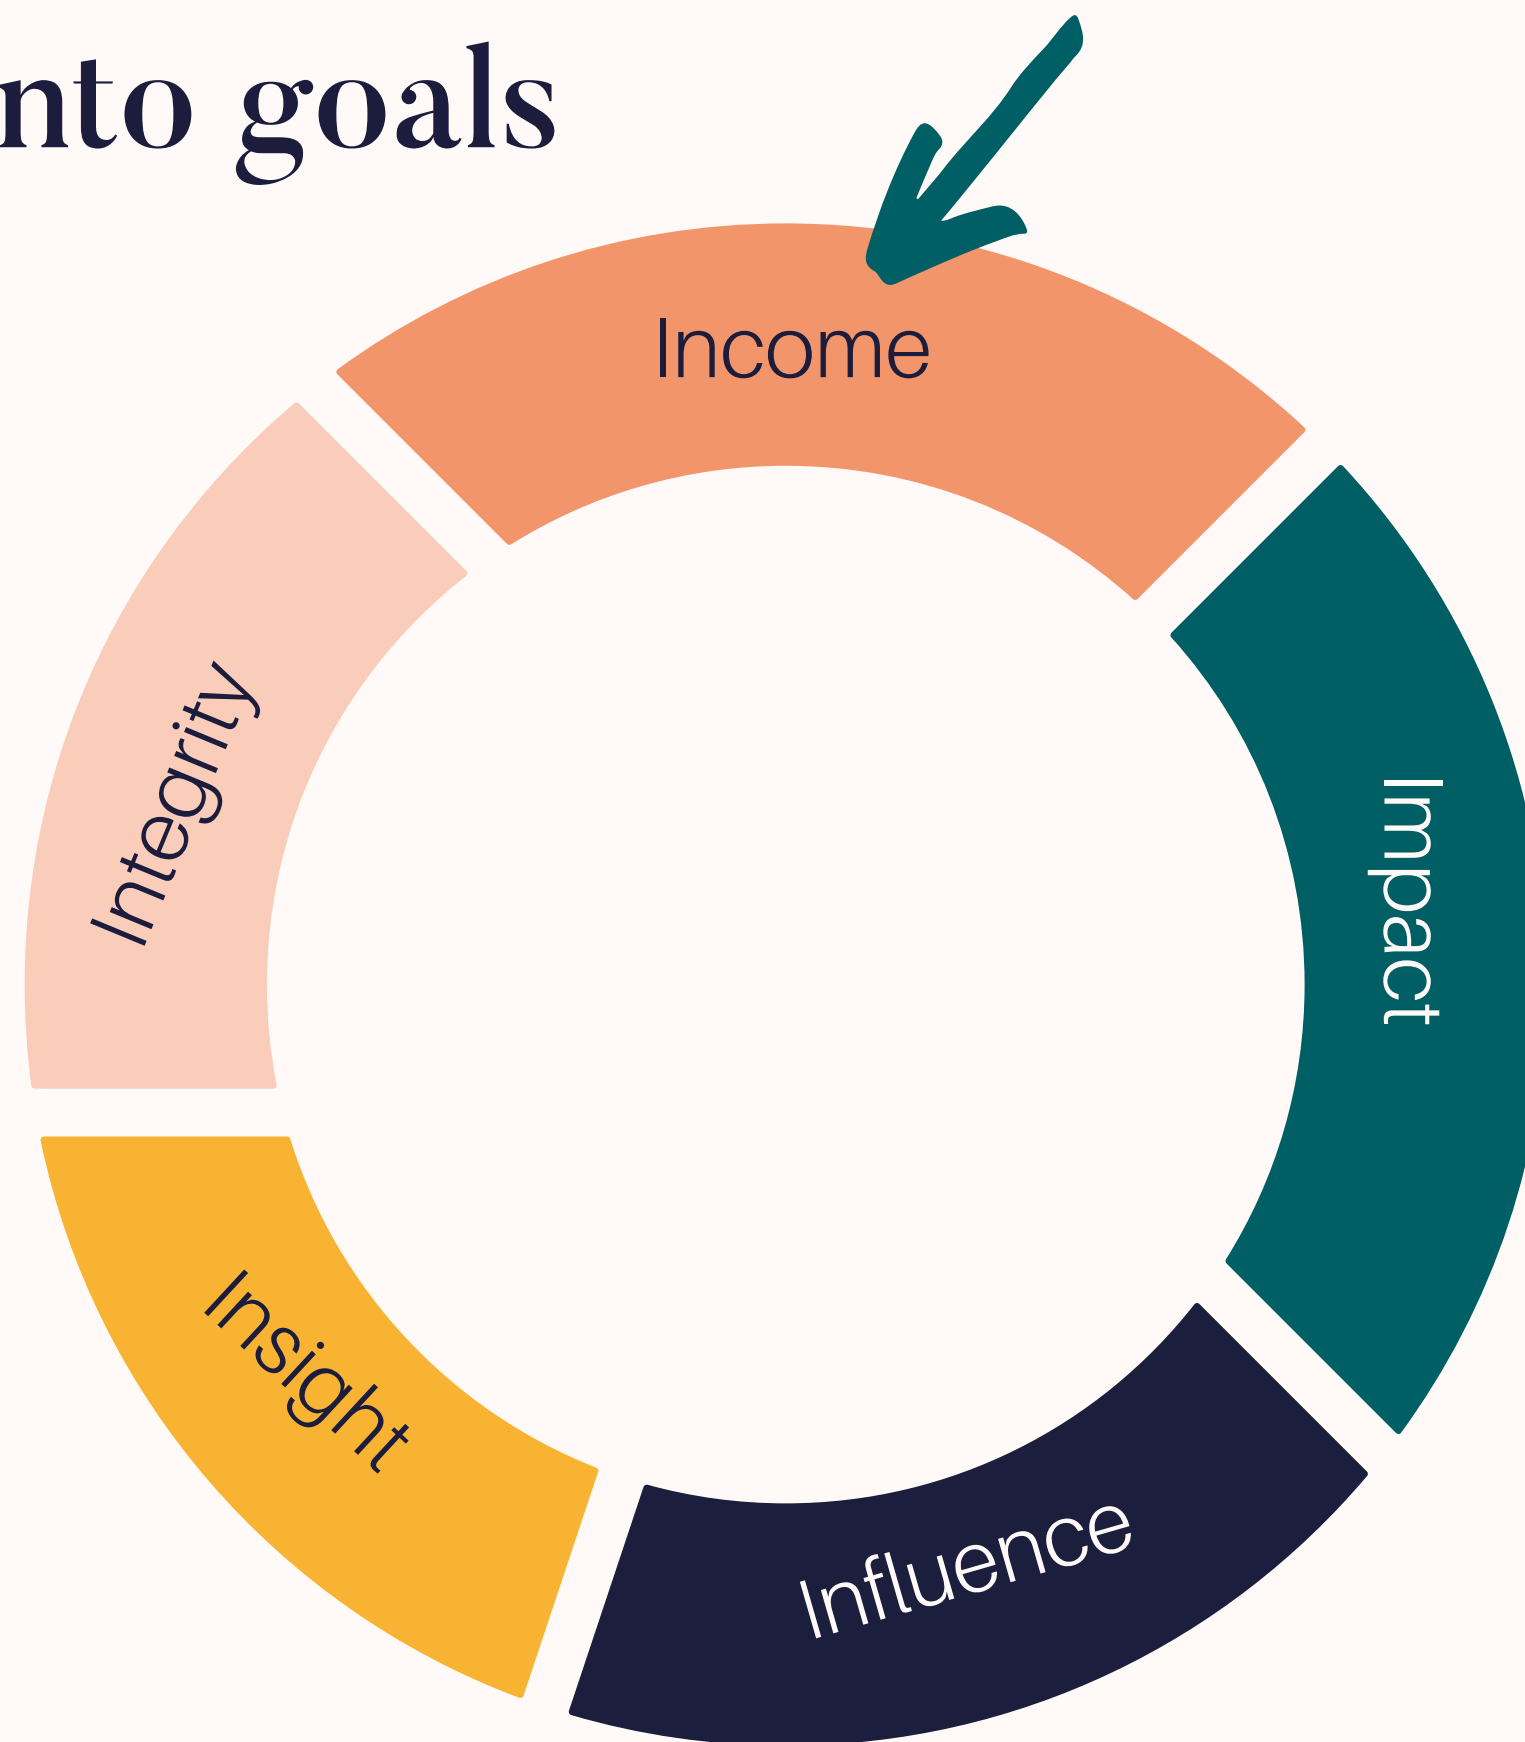 nto goals
Income
Impact
Influence
Insight
Integrity